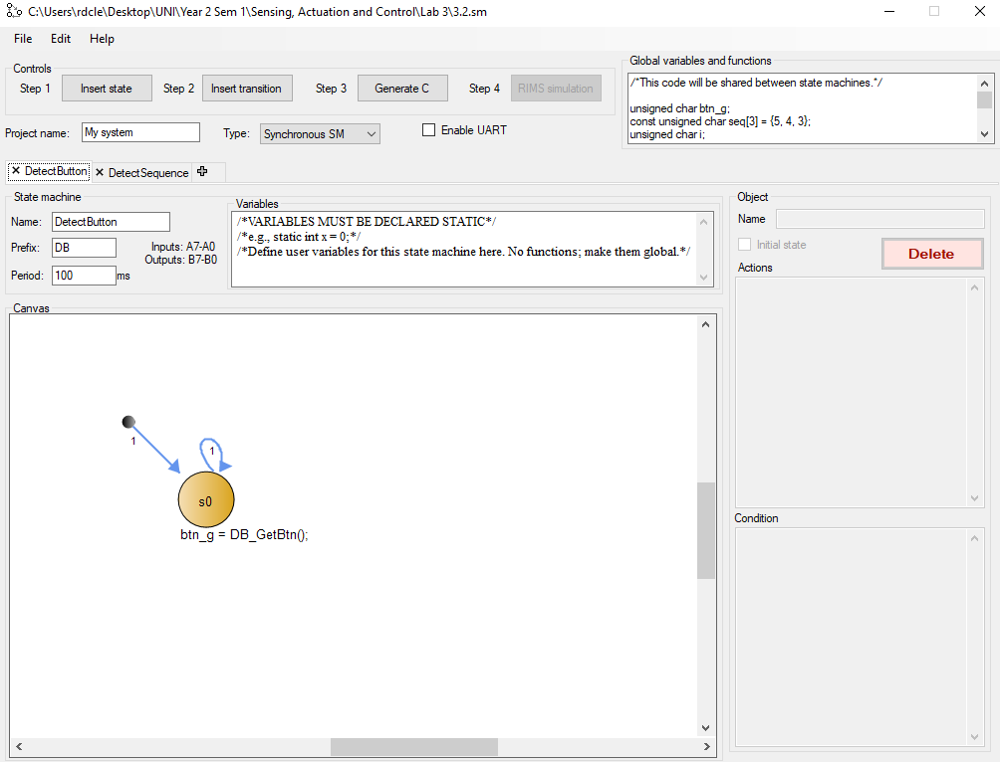 C:\Users\rdcle\Desktop\UNI\Year 2 Sem 1\Sensing, Actuation and Control\Lab 3\3.2.sm
File Edit Help
Controls
Step 1 Insert state Step 2 Insert transition Step 3 Generate C Step 4 RIMS simulation
Project name: My system Type: Synchronous SM Enable UART
Global variables and functions
/*This code will be shared between state machines.*/
unsigned char btn_g;
const unsigned char seq[3] = {5, 4, 3};
unsigned char i;
DetectButton DetectSequence
State machine
Name: DetectButton
Prefix: DB
Period: 100 ms
Inputs: A7-A0
Outputs: B7-B0
Variables
/*VARIABLES MUST BE DECLARED STATIC*/
/*e.g., static int x = 0;*/
/*Define user variables for this state machine here. No functions; make them global.*/
Object
Name
Initial state
Delete
Actions
Condition
Canvas
1
1
s0
btn_g = DB_GetBtn();